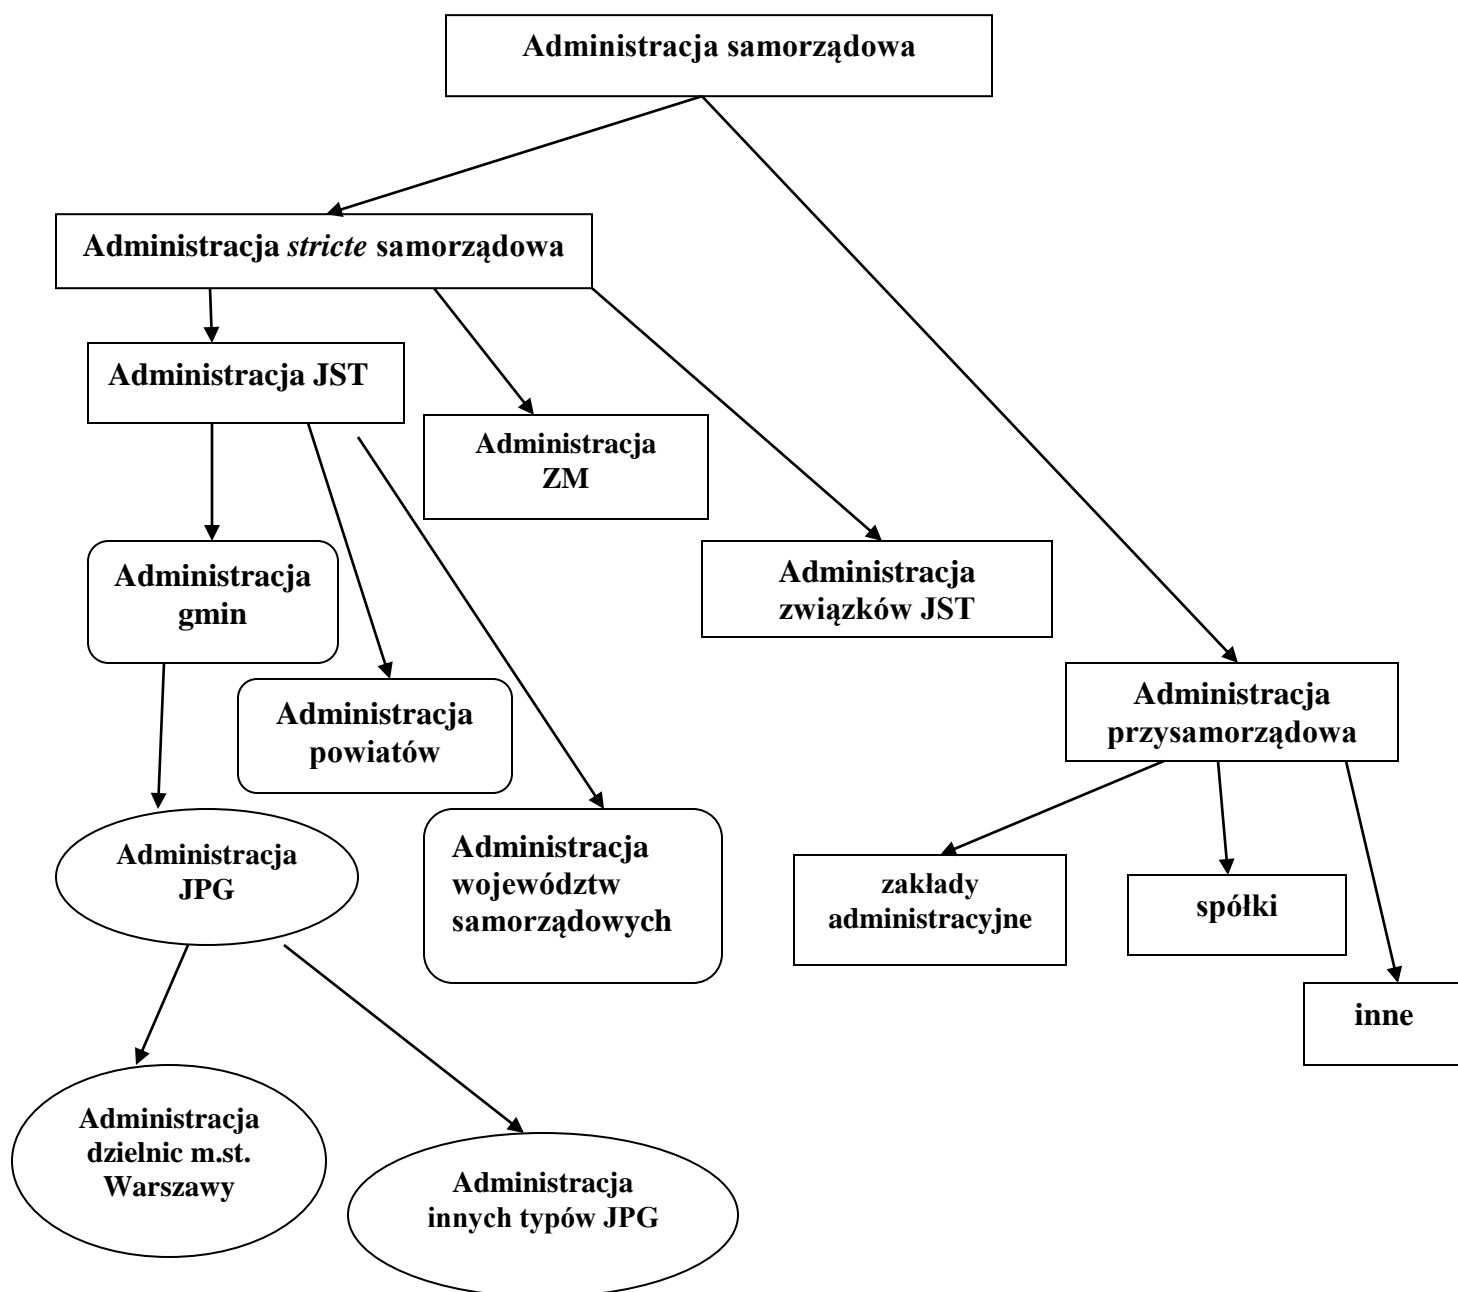 Administracja samorządowa
Administracja stricte samorządowa
Administracja JST
Administracja
ZM
Administracja
związków JST
Administracja
gmin
Administracja
powiatów
Administracja
przysamorządowa
Administracja
JPG
Administracja
województw
samorządowych
zakłady
administracyjne
spółki
inne
Administracja
dzielnic m.st.
Warszawy
Administracja
innych typów JPG